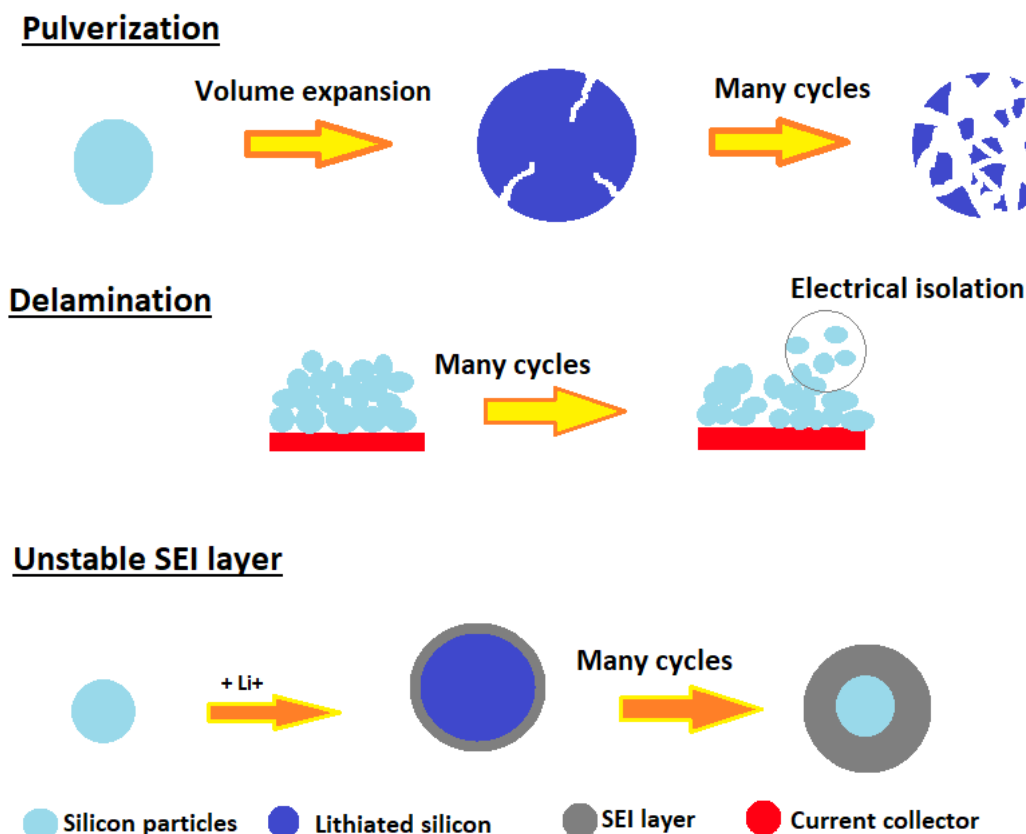 Pulverization
Volume expansion
Many cycles
Delamination
Electrical isolation
Many cycles
Unstable SEI layer
+ Li+
Many cycles
Silicon particles
Lithiated silicon
SEI layer
Current collector